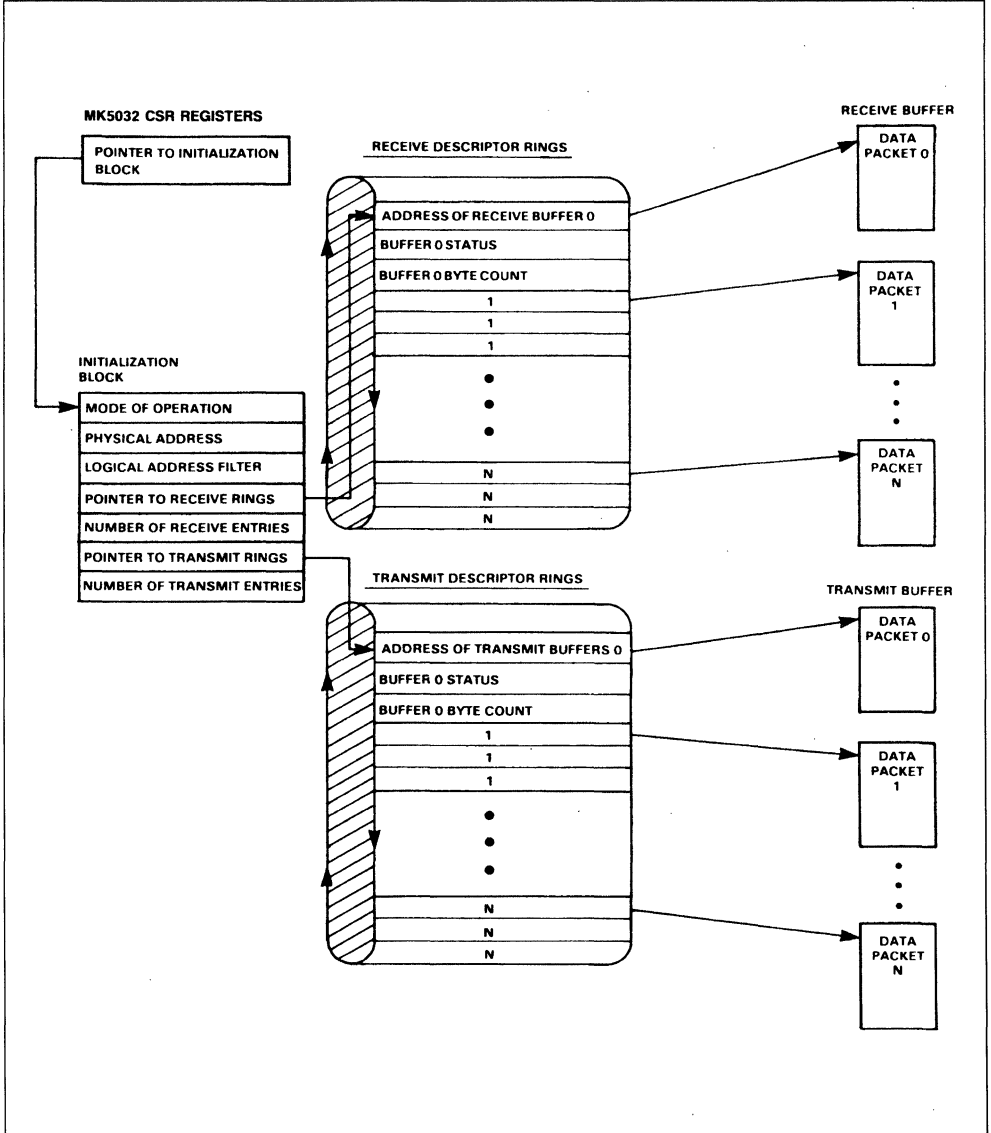 MK5032 CSR REGISTERS
POINTER TO INITIALIZATION
BLOCK
INITIALIZATION
BLOCK
MODE OF OPERATION
PHYSICAL ADDRESS
LOGICAL ADDRESS FILTER
POINTER TO RECEIVE RINGS
NUMBER OF RECEIVE ENTRIES
POINTER TO TRANSMIT RINGS
NUMBER OF TRANSMIT ENTRIES
RECEIVE DESCRIPTOR RINGS
ADDRESS OF RECEIVE BUFFER 0
BUFFER 0 STATUS
BUFFER 0 BYTE COUNT
1
1
1
N
N
N
RECEIVE BUFFER
DATA
PACKET 0
DATA
PACKET
1
DATA
PACKET
N
TRANSMIT DESCRIPTOR RINGS
ADDRESS OF TRANSMIT BUFFERS 0
BUFFER 0 STATUS
BUFFER 0 BYTE COUNT
1
1
1
N
N
N
TRANSMIT BUFFER
DATA
PACKET 0
DATA
PACKET
1
DATA
PACKET
N